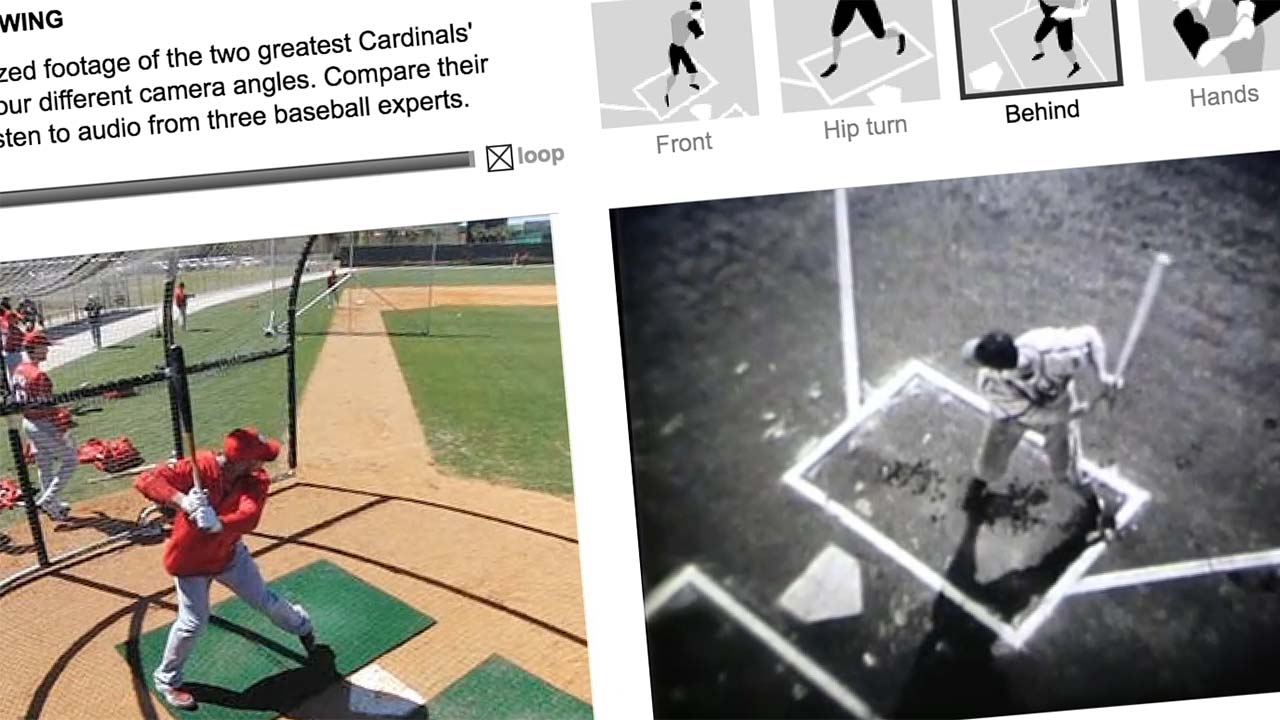 WING
zed footage of the two greatest Cardinals'
our different camera angles. Compare their
sten to audio from three baseball experts.
loop
Front
Hip turn
Behind
Hands